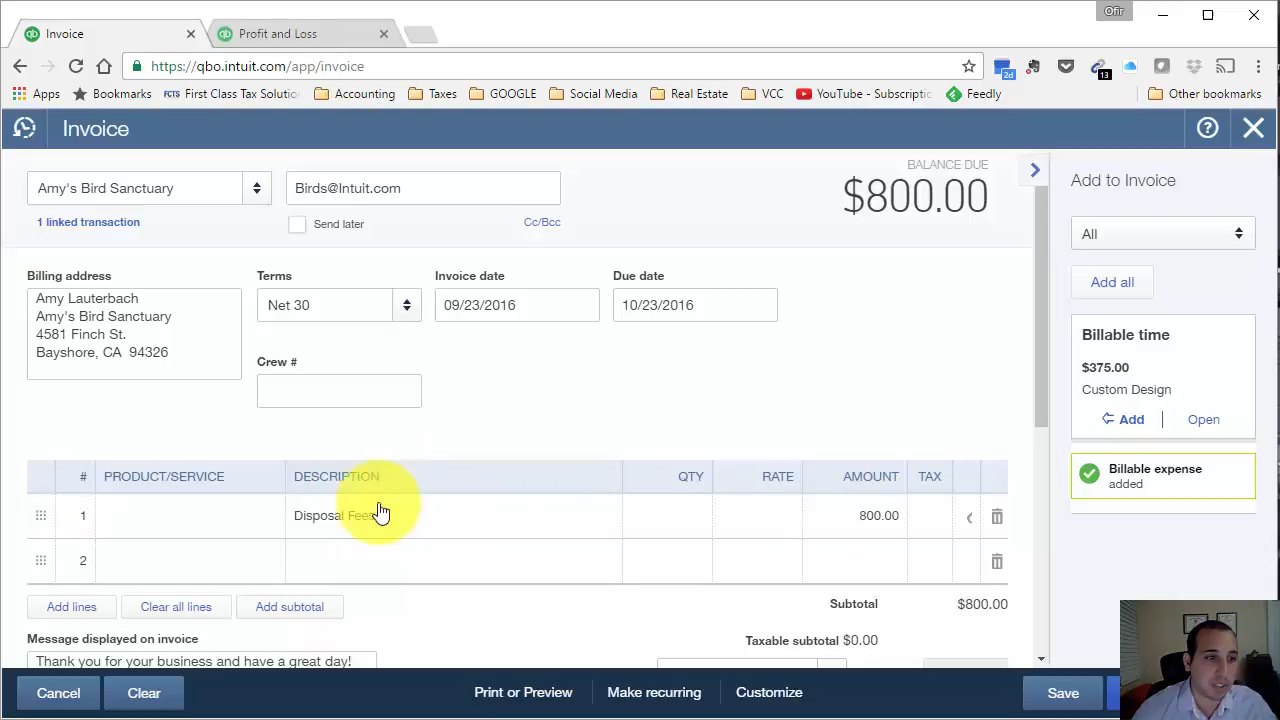 Ofir
Invoice
Profit and Loss
https://qbo.intuit.com/app/invoice
2d
13
Apps
Bookmarks
FCTS First Class Tax Solutio
Accounting
Taxes
GOOGLE
Social Media
Real Estate
VCC
YouTube - Subscriptic
Feedly
Other bookmarks
Invoice
Amy's Bird Sanctuary
Birds@Intuit.com
BALANCE DUE
$800.00
1 linked transaction
Send later
Cc/Bcc
Billing address
Amy Lauterbach
Amy's Bird Sanctuary
4581 Finch St.
Bayshore, CA 94326
Terms
Net 30
Invoice date
09/23/2016
Due date
10/23/2016
Crew #
# PRODUCT/SERVICE DESCRIPTION QTY RATE AMOUNT TAX
1 Disposal Fees 800.00
2
Add lines
Clear all lines
Add subtotal
Subtotal $800.00
Message displayed on invoice
Taxable subtotal $0.00
Thank you for your business and have a great day!
Add to Invoice
All
Add all
Billable time
$375.00
Custom Design
Add
Open
Billable expense
added
Cancel
Clear
Print or Preview
Make recurring
Customize
Save